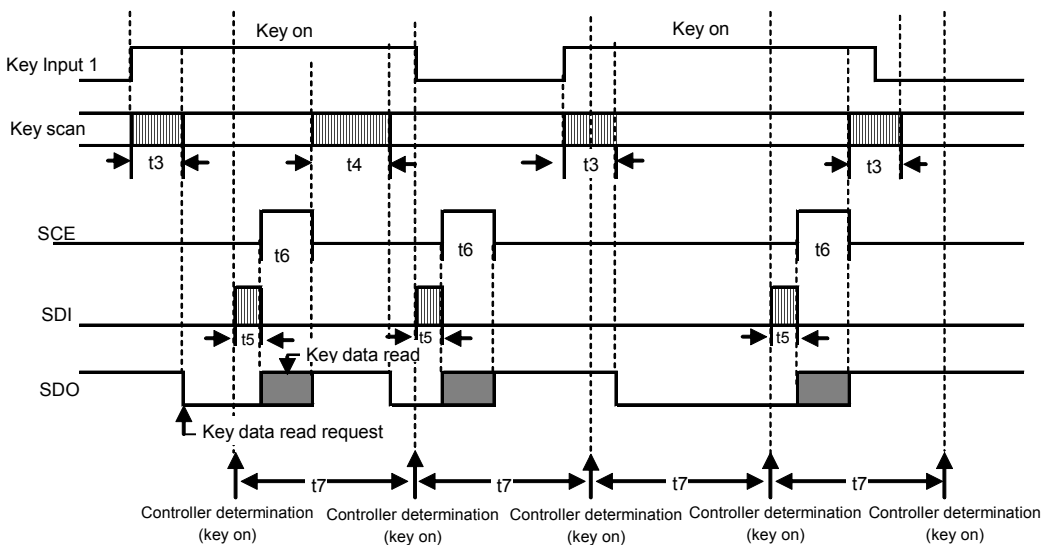 Key on
Key on
Key Input 1
Key scan
t3
t4
t3
t3
SCE
t6
t6
t6
SDI
t5
t5
t5
Key data read
SDO
Key data read request
t7
t7
t7
t7
Controller determination
(key on)
Controller determination
(key on)
Controller determination
(key on)
Controller determination
(key on)
Controller determination
(key on)